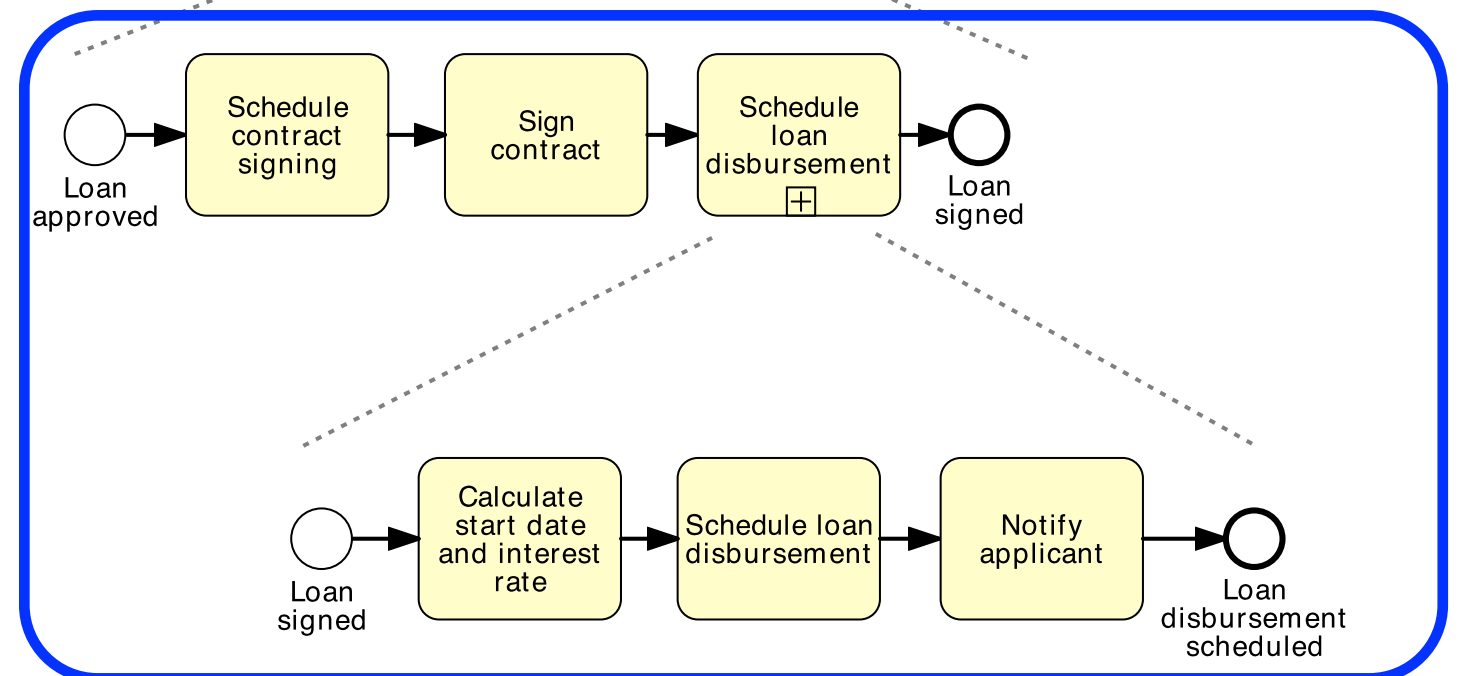 Schedule
contract
signing
Sign
contract
Schedule
loan
disbursement
Loan
approved
Loan
signed
Calculate
start date
and interest
rate
Schedule loan
disbursement
Notify
applicant
Loan
signed
Loan
disbursement
scheduled